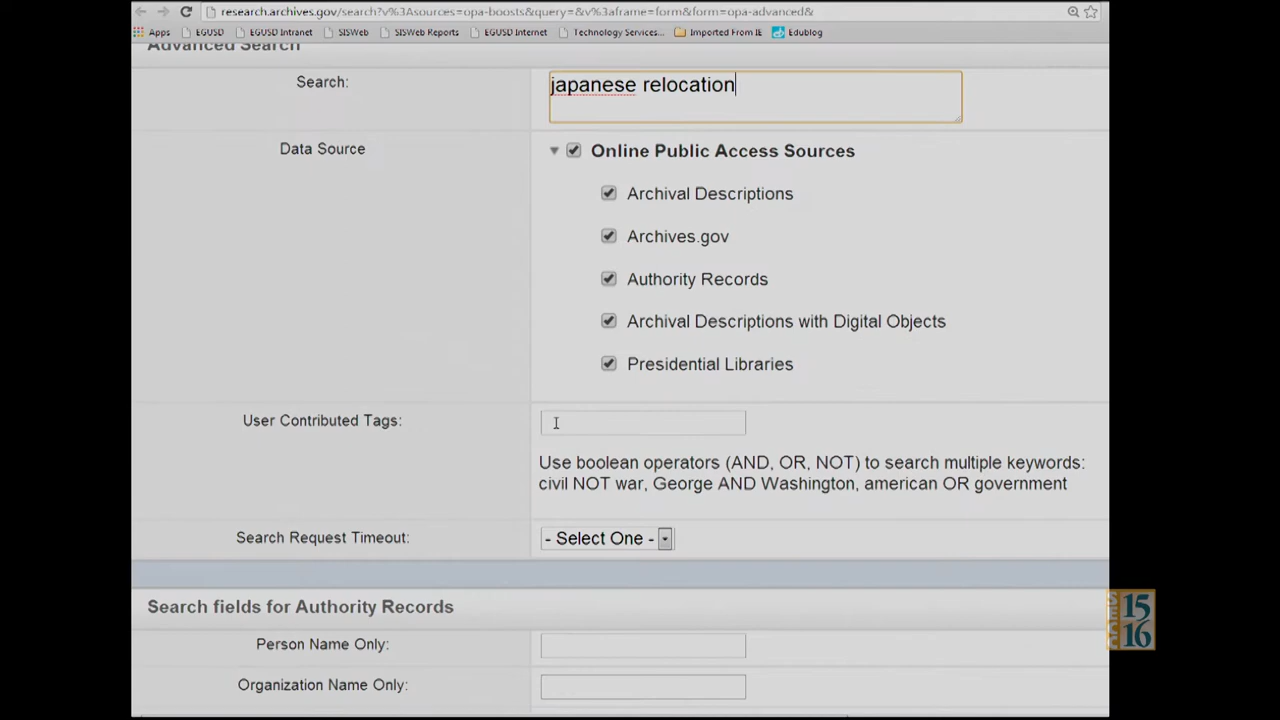 research.archives.gov/search?v%3Asources=opa-boosts&query=&v%3aframe=form&form=opa-advanced&
Apps EGUSD EGUSD Intranet SISWeb SISWeb Reports EGUSD Internet Technology Services... Imported From IE Edublog
Advanced Search
Search: japanese relocation
Data Source Online Public Access Sources
Archival Descriptions
Archives.gov
Authority Records
Archival Descriptions with Digital Objects
Presidential Libraries
User Contributed Tags:
Use boolean operators (AND, OR, NOT) to search multiple keywords:
civil NOT war, George AND Washington, american OR government
Search Request Timeout: - Select One -
Search fields for Authority Records
Person Name Only:
Organization Name Only:
15
16